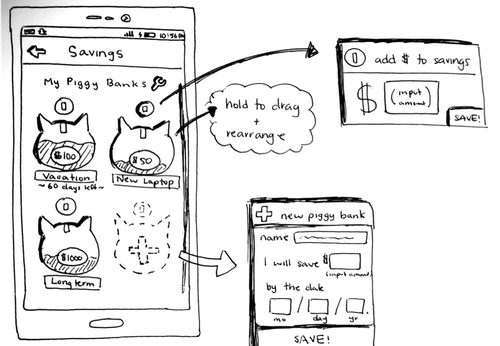 10:56PM
Savings
My Piggy Banks
$100
$50
Vacation
~ 60 days left ~
New Laptop
$1000
Long term
hold to drag
+
rearrange
add $ to savings
$
(input
amount)
SAVE!
new piggy bank
name
I will save $
(input amount)
by the date
/ / .
mo day yr
SAVE!